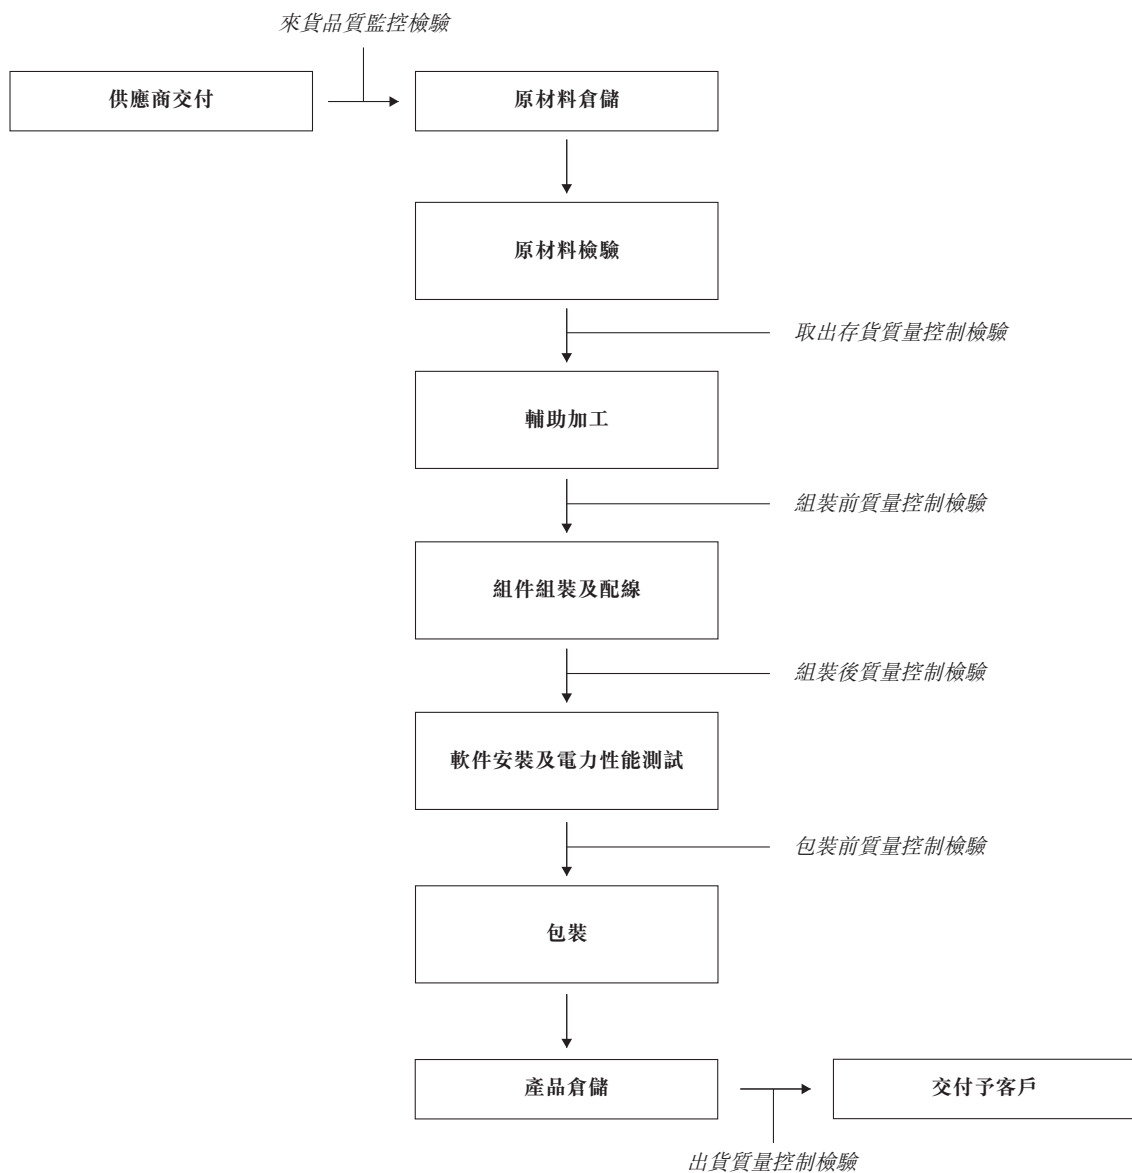 來貨品質監控檢驗
供應商交付
原材料倉儲
原材料檢驗
取出存貨質量控制檢驗
輔助加工
組裝前質量控制檢驗
組件組裝及配線
組裝後質量控制檢驗
軟件安裝及電力性能測試
包裝前質量控制檢驗
包裝
產品倉儲
交付予客戶
出貨質量控制檢驗